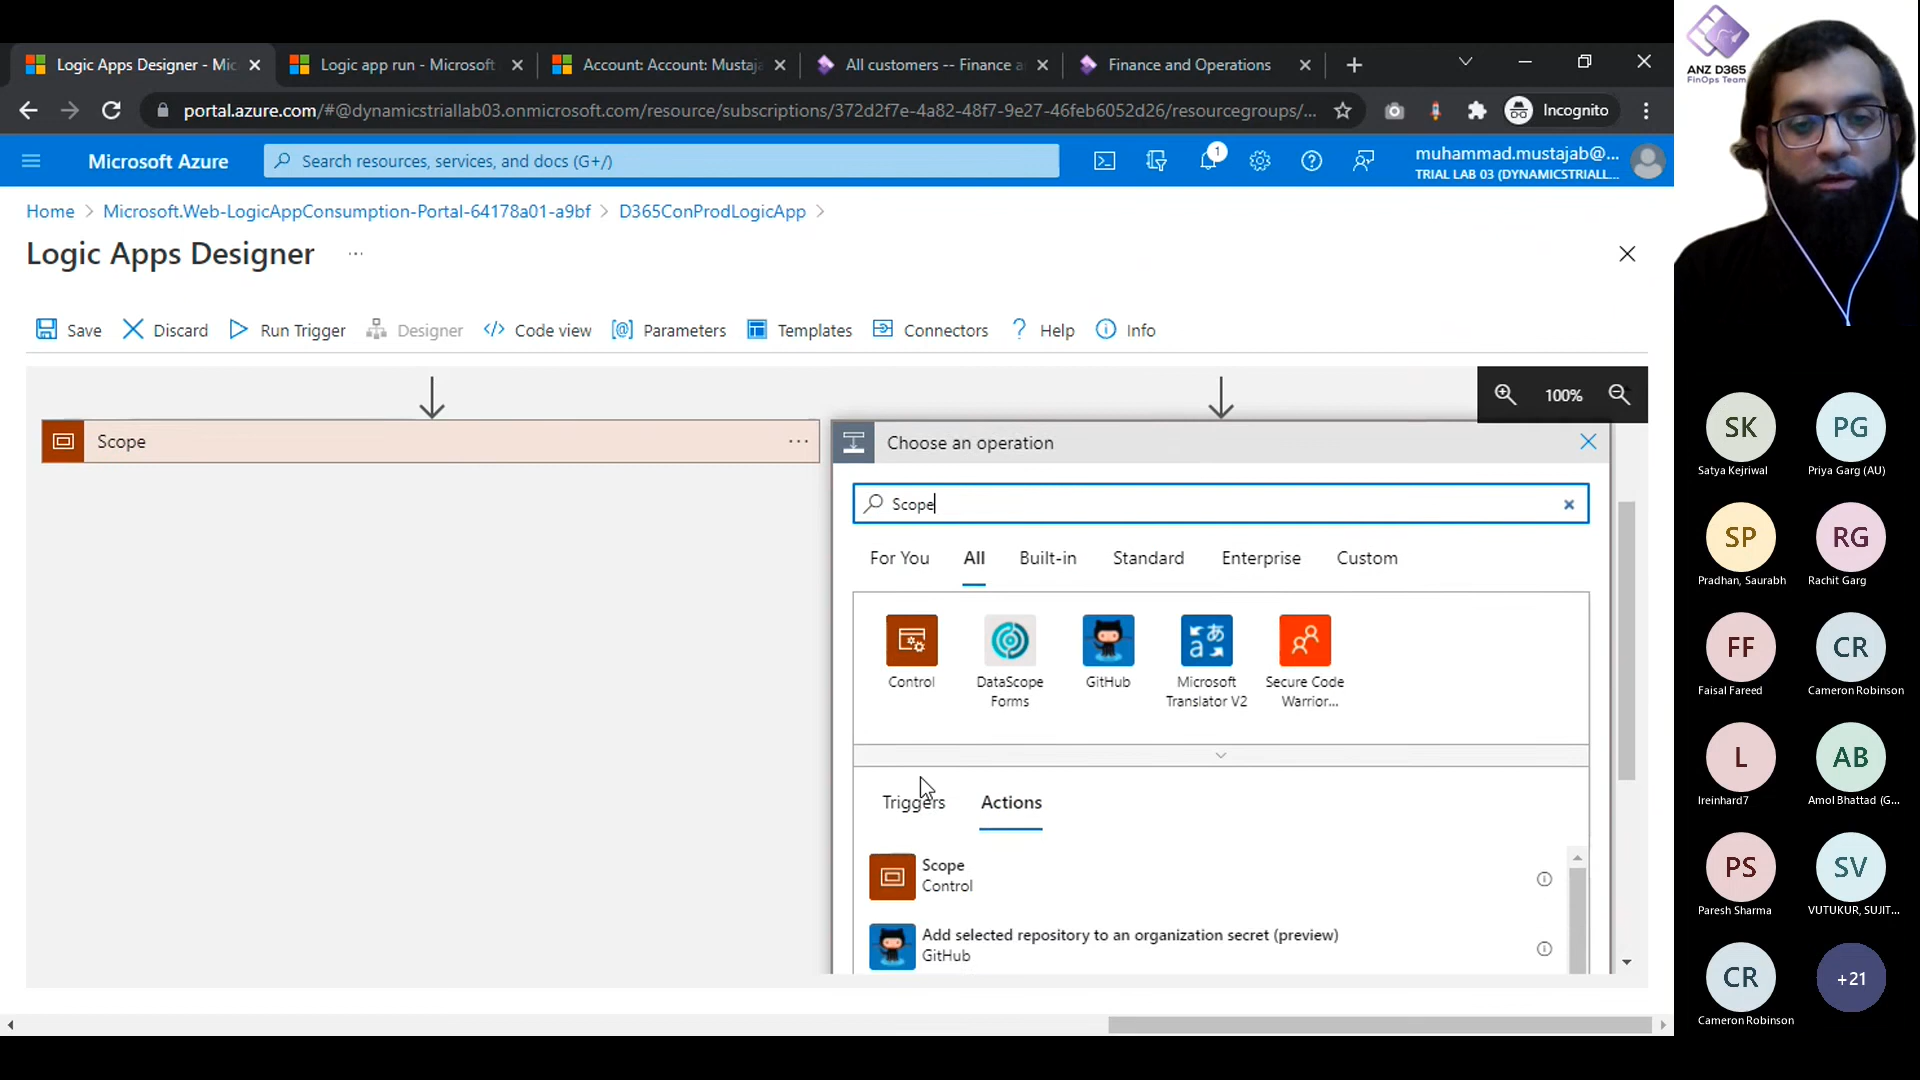 Logic Apps Designer - Mic
Logic app run - Microsoft
Account: Account: Mustaj
All customers -- Finance a
Finance and Operations
portal.azure.com/#@dynamicstriallab03.onmicrosoft.com/resource/subscriptions/372d2f7e-4a82-48f7-9e27-46feb6052d26/resourcegroups/...
Incognito
Microsoft Azure
Search resources, services, and docs (G+/)
1
muhammad.mustajab@...
TRIAL LAB 03 (DYNAMICSTRIALL...
Home > Microsoft.Web-LogicAppConsumption-Portal-64178a01-a9bf > D365ConProdLogicApp >
Logic Apps Designer ...
Save
Discard
Run Trigger
Designer
Code view
Parameters
Templates
Connectors
Help
Info
100%
Scope
Choose an operation
Scope
For You
All
Built-in
Standard
Enterprise
Custom
Control
DataScope
Forms
GitHub
Microsoft
Translator V2
Secure Code
Warrior...
Triggers
Actions
Scope
Control
Add selected repository to an organization secret (preview)
GitHub
ANZ D365
FinOps Team
SK
Satya Kejriwal
PG
Priya Garg (AU)
SP
Pradhan, Saurabh
RG
Rachit Garg
FF
Faisal Fareed
CR
Cameron Robinson
L
lreinhard7
AB
Amol Bhattad (G...
PS
Paresh Sharma
SV
VUTUKUR, SUJIT...
CR
Cameron Robinson
+21